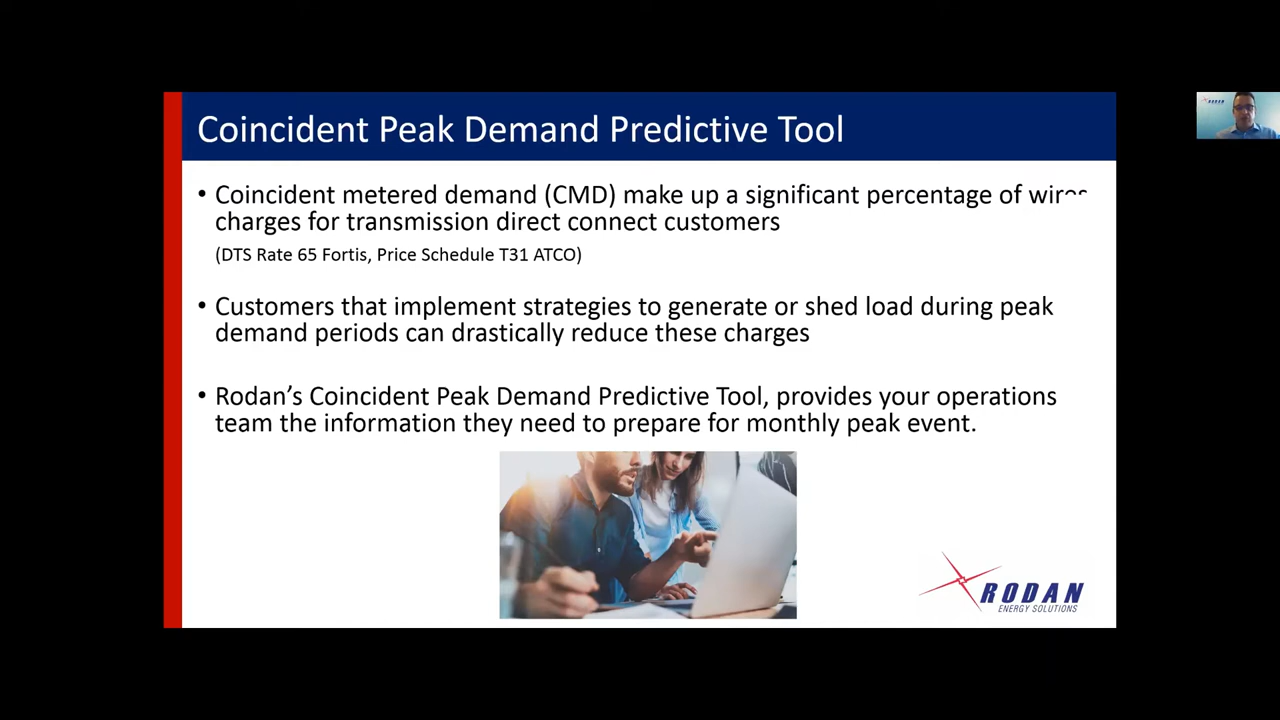 Coincident Peak Demand Predictive Tool
• Coincident metered demand (CMD) make up a significant percentage of wires
charges for transmission direct connect customers
(DTS Rate 65 Fortis, Price Schedule T31 ATCO)
• Customers that implement strategies to generate or shed load during peak
demand periods can drastically reduce these charges
• Rodan’s Coincident Peak Demand Predictive Tool, provides your operations
team the information they need to prepare for monthly peak event.
RODAN
ENERGY SOLUTIONS
RODAN